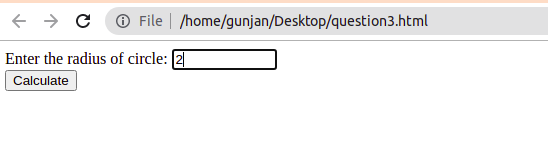 File /home/gunjan/Desktop/question3.html
Enter the radius of circle: 2
Calculate